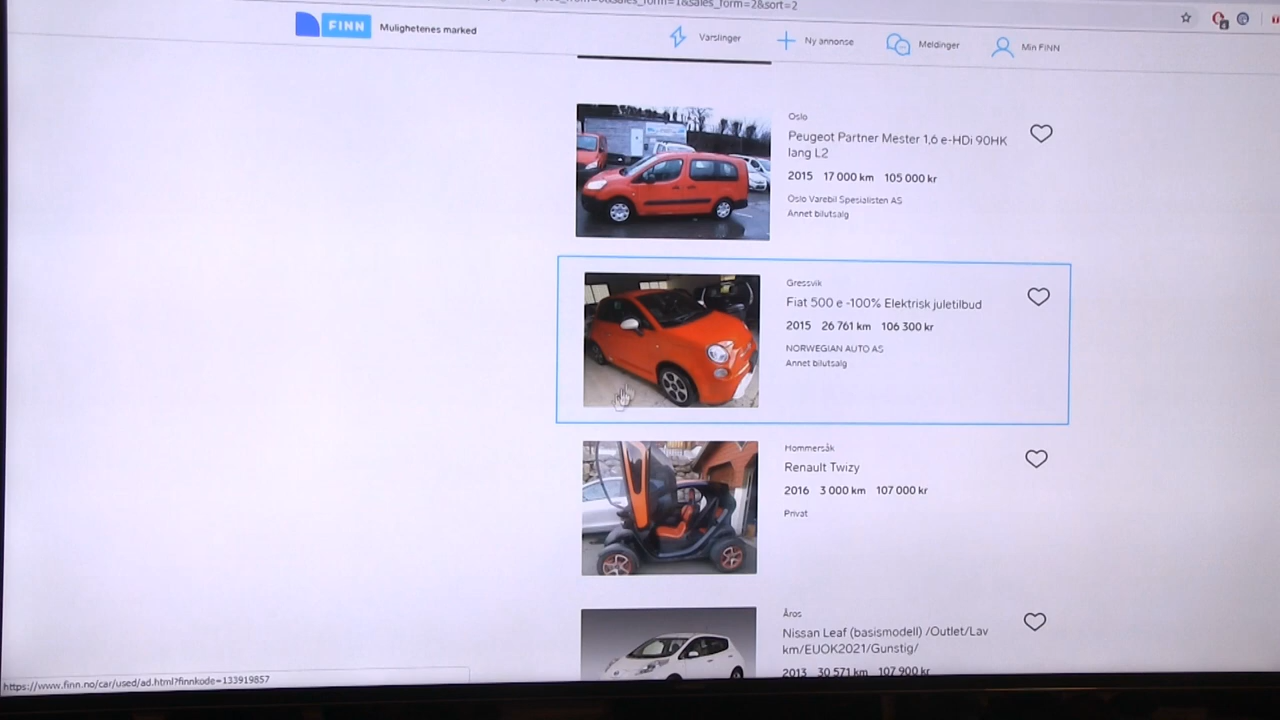 FINN
Mulighetenes marked
Varslinger
Ny annonse
Meldinger
Min FINN
Oslo
Peugeot Partner Mester 1,6 e-HDi 90HK
lang L2
2015 17 000 km 105 000 kr
Oslo Varebil Spesialisten AS
Annet bilutsalg
Gressvik
Fiat 500 e -100% Elektrisk juletilbud
2015 26 761 km 106 300 kr
NORWEGIAN AUTO AS
Annet bilutsalg
Hommersåk
Renault Twizy
2016 3 000 km 107 000 kr
Privat
Åros
Nissan Leaf (basismodell) /Outlet/Lav
km/EUOK2021/Gunstig/
2013 30 571 km 107 900 kr
https://www.finn.no/car/used/ad.html?finnkode=133919857